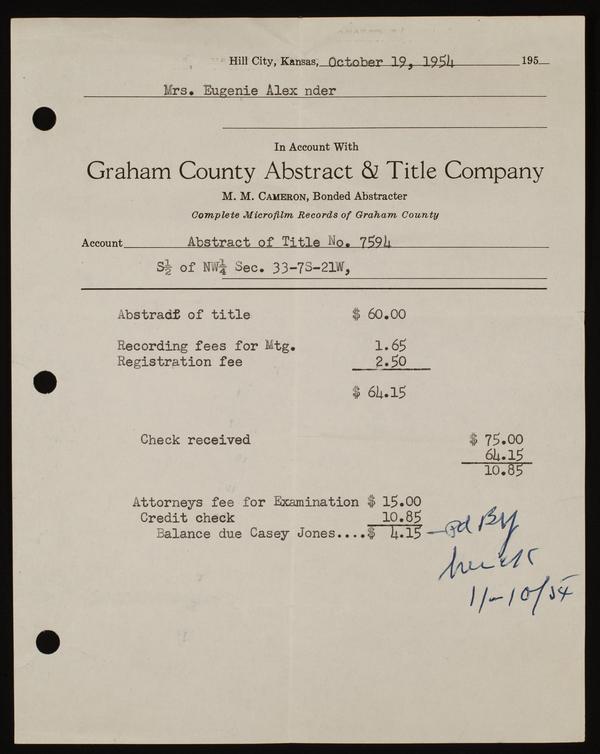 Hill City, Kansas, October 19, 1954 195
Mrs. Eugenie Alex nder
In Account With
Graham County Abstract & Title Company
M. M. CAMERON, Bonded Abstracter
Complete Microfilm Records of Graham County
Account Abstract of Title No. 7594
S½ of NW¼ Sec. 33-7S-21W,
Abstract of title $ 60.00
Recording fees for Mtg. 1.65
Registration fee 2.50
$ 64.15
Check received $ 75.00
64.15
10.85
Attorneys fee for Examination $ 15.00
Credit check 10.85
Balance due Casey Jones....$ 4.15 – pd By
11-10/54